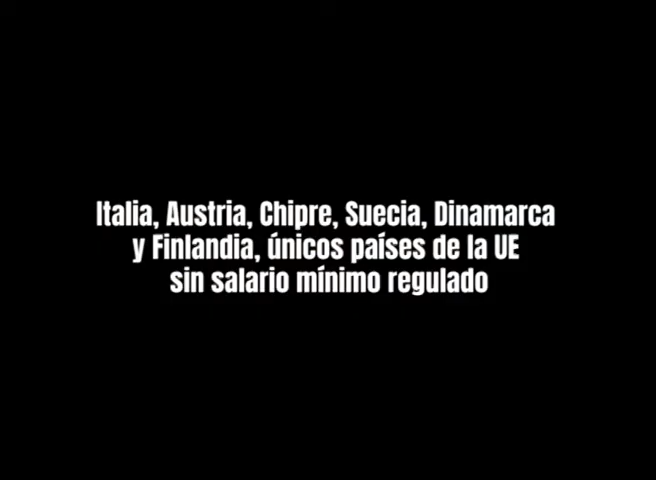 Italia, Austria, Chipre, Suecia, Dinamarca
y Finlandia, únicos países de la UE
sin salario mínimo regulado